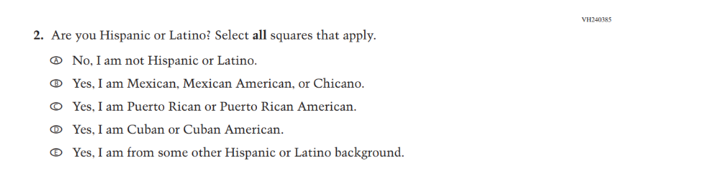 VH240385
2. Are you Hispanic or Latino? Select all squares that apply.
A No, I am not Hispanic or Latino.
B Yes, I am Mexican, Mexican American, or Chicano.
C Yes, I am Puerto Rican or Puerto Rican American.
D Yes, I am Cuban or Cuban American.
E Yes, I am from some other Hispanic or Latino background.